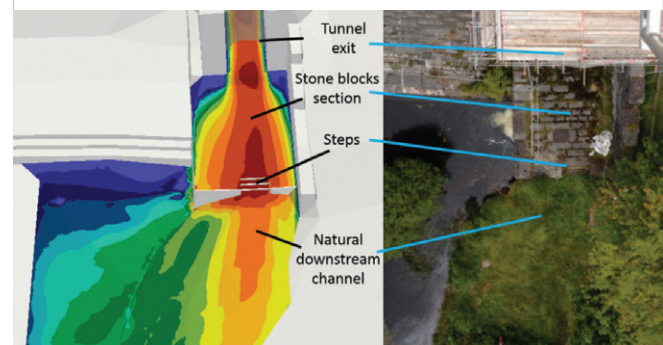 Tunnel
exit
Stone blocks
section
Steps
Natural
downstream
channel